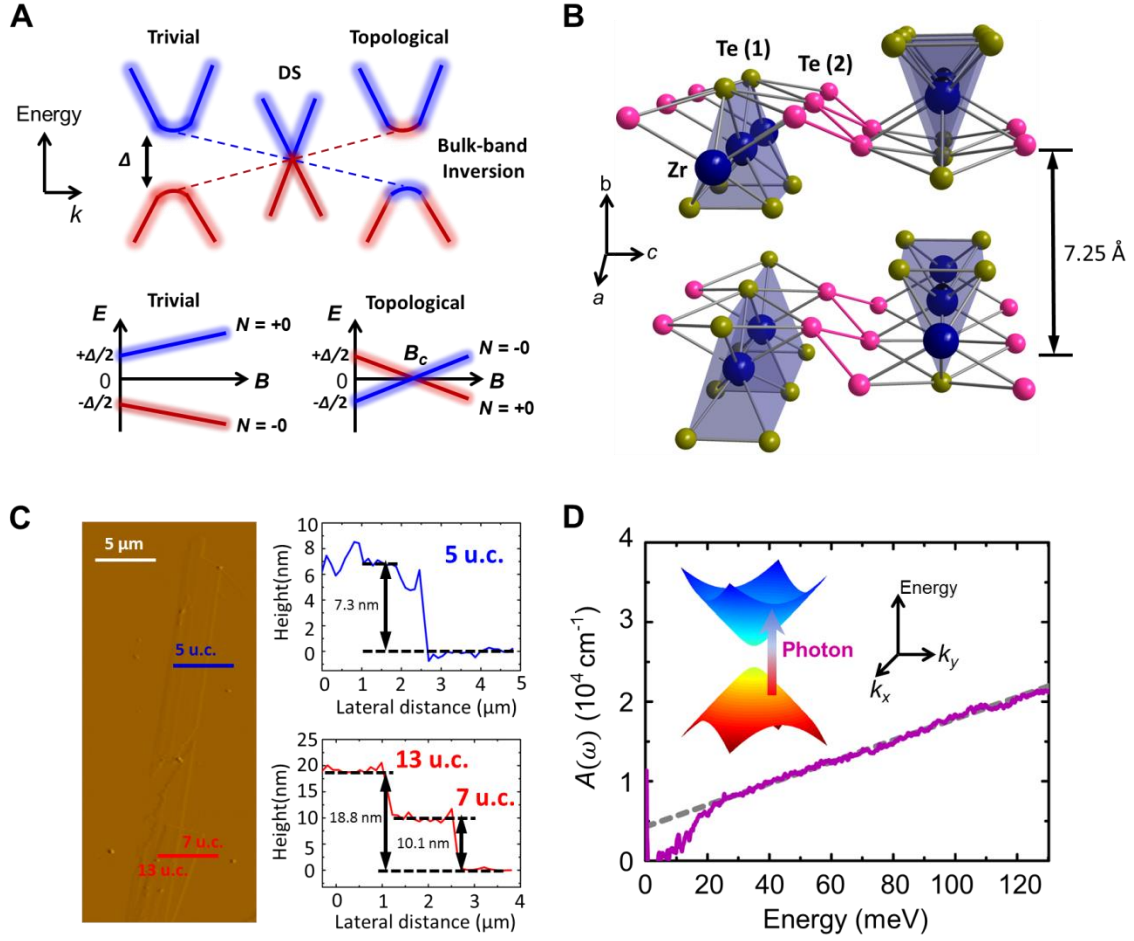 A
Trivial
Topological
DS
Energy
Δ
k
Bulk-band
Inversion
Trivial
Topological
E
N = +0
+Δ/2
0
B
-Δ/2
N = -0
E
N = -0
+Δ/2
B_c
0
B
-Δ/2
N = +0
B
Te (1)
Te (2)
Zr
b
c
a
7.25 Å
C
5 μm
5 u.c.
7 u.c.
13 u.c.
10
8
6
4
2
0
Height(nm)
5 u.c.
7.3 nm
0 1 2 3 4 5
Lateral distance (μm)
25
20
15
10
5
0
Height(nm)
13 u.c.
7 u.c.
18.8 nm
10.1 nm
0 1 2 3 4
Lateral distance (μm)
D
4
3
2
1
0
A(ω) (10⁴ cm⁻¹)
Photon
Energy
k_y
k_x
0 20 40 60 80 100 120
Energy (meV)